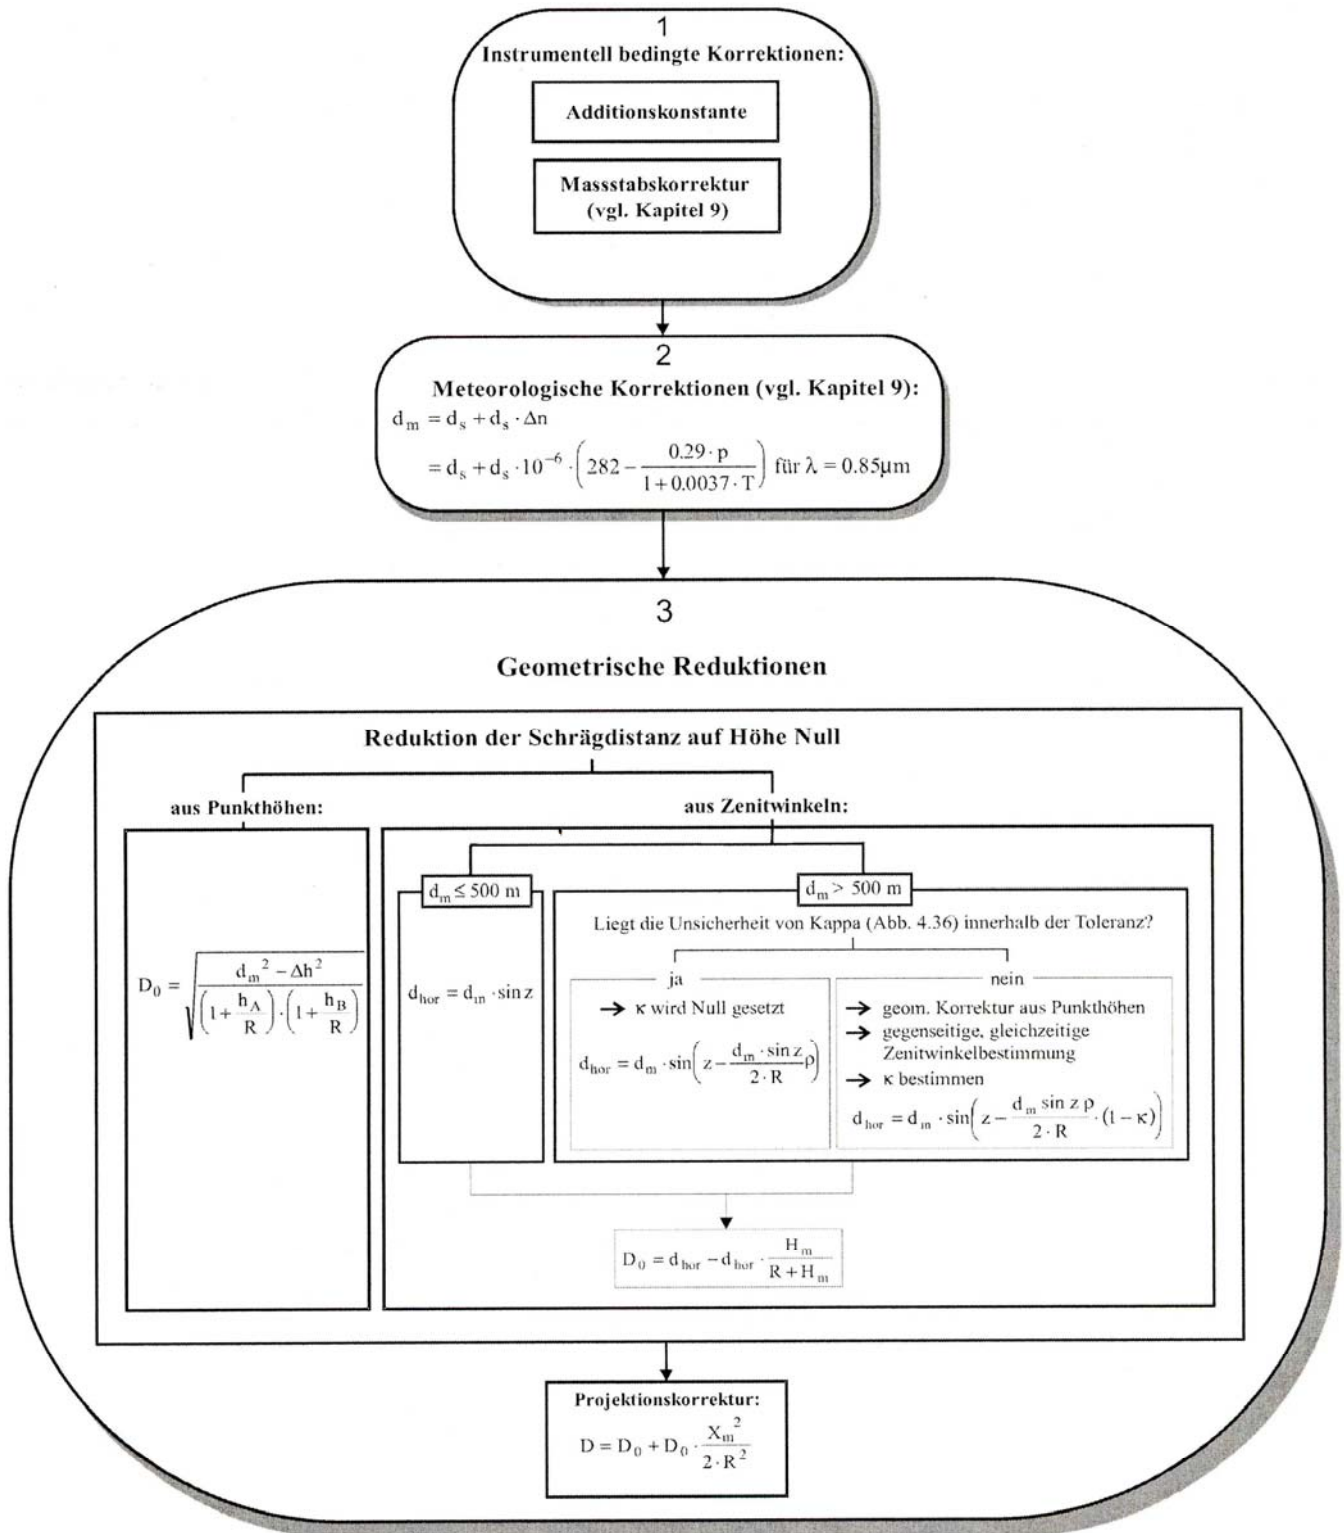 1
Instrumentell bedingte Korrektionen:
Additionskonstante
Massstabskorrektur
(vgl. Kapitel 9)
2
Meteorologische Korrektionen (vgl. Kapitel 9):
d_m = d_s + d_s · Δn
= d_s + d_s · 10^-6 · (282 − (0.29 · p)/(1 + 0.0037 · T)) für λ = 0.85µm
3
Geometrische Reduktionen
Reduktion der Schrägdistanz auf Höhe Null
aus Punkthöhen:
D_0 = √((d_m² − Δh²)/((1 + h_A/R) · (1 + h_B/R)))
aus Zenitwinkeln:
d_m ≤ 500 m
d_hor = d_m · sin z
d_m > 500 m
Liegt die Unsicherheit von Kappa (Abb. 4.36) innerhalb der Toleranz?
ja
→ κ wird Null gesetzt
d_hor = d_m · sin(z − (d_m · sin z)/(2 · R) ρ)
nein
→ geom. Korrektur aus Punkthöhen
→ gegenseitige, gleichzeitige
Zenitwinkelbestimmung
→ κ bestimmen
d_hor = d_m · sin(z − (d_m sin z ρ)/(2 · R) · (1 − κ))
D_0 = d_hor − d_hor · H_m/(R + H_m)
Projektionskorrektur:
D = D_0 + D_0 · X_m²/(2 · R²)